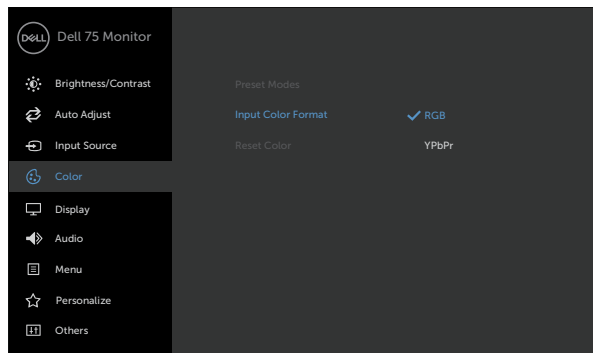 DELL
Dell 75 Monitor
Brightness/Contrast
Auto Adjust
Input Source
Color
Display
Audio
Menu
Personalize
Others
Preset Modes
Input Color Format
Reset Color
RGB
YPbPr